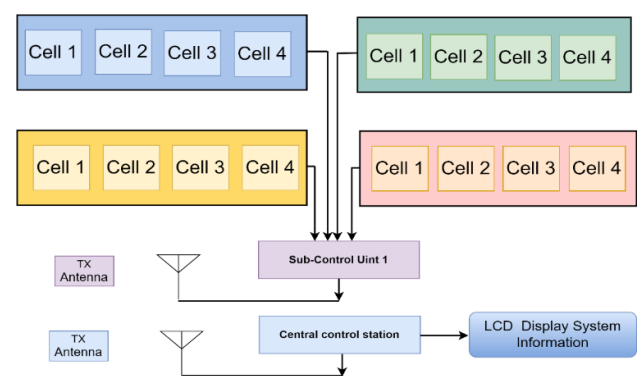 Cell 1 Cell 2 Cell 3 Cell 4
Cell 1 Cell 2 Cell 3 Cell 4
Cell 1 Cell 2 Cell 3 Cell 4
Cell 1 Cell 2 Cell 3 Cell 4
TX
Antenna
Sub-Control Uint 1
TX
Antenna
Central control station
LCD Display System
Information